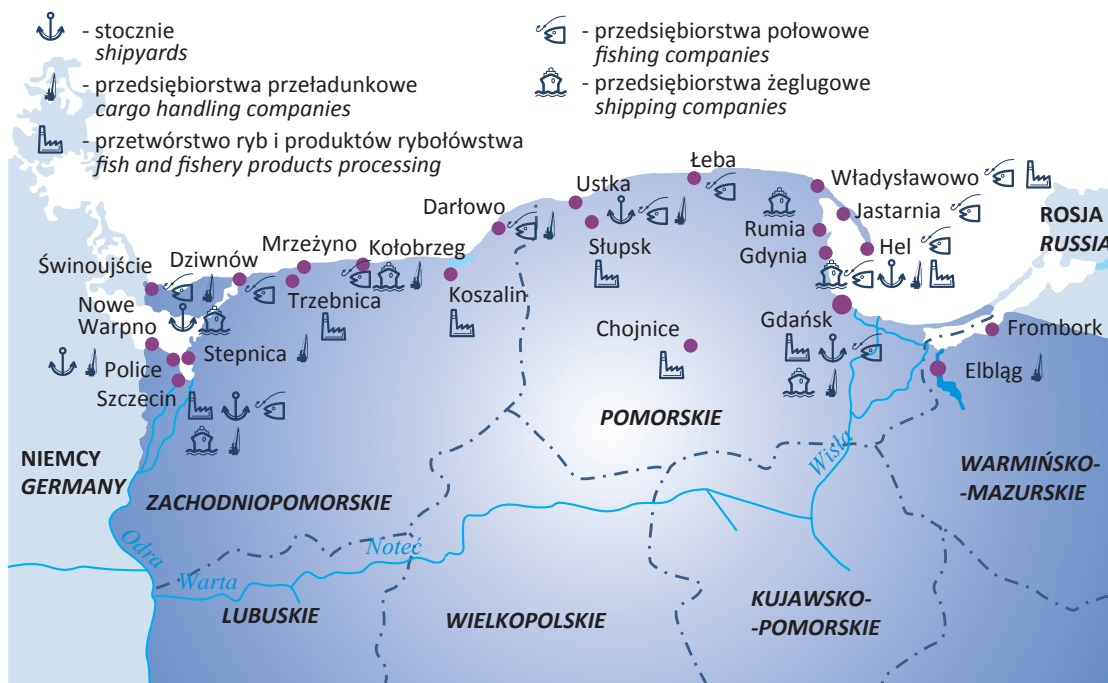 - stocznie
shipyards
- przedsiębiorstwa przeładunkowe
cargo handling companies
- przetwórstwo ryb i produktów rybołówstwa
fish and fishery products processing
- przedsiębiorstwa połowowe
fishing companies
- przedsiębiorstwa żeglugowe
shipping companies
Łeba
Władysławowo
Ustka
Jastarnia
ROSJA
RUSSIA
Darłowo
Rumia
Słupsk
Hel
Mrzeżyno
Kołobrzeg
Gdynia
Świnoujście
Dziwnów
Trzebnica
Koszalin
Nowe
Warpno
Chojnice
Gdańsk
Frombork
Stepnica
Police
Elbląg
Szczecin
POMORSKIE
Wisła
NIEMCY
GERMANY
WARMIŃSKO-
-MAZURSKIE
ZACHODNIOPOMORSKIE
Odra
Noteć
Warta
LUBUSKIE
WIELKOPOLSKIE
KUJAWSKO-
-POMORSKIE